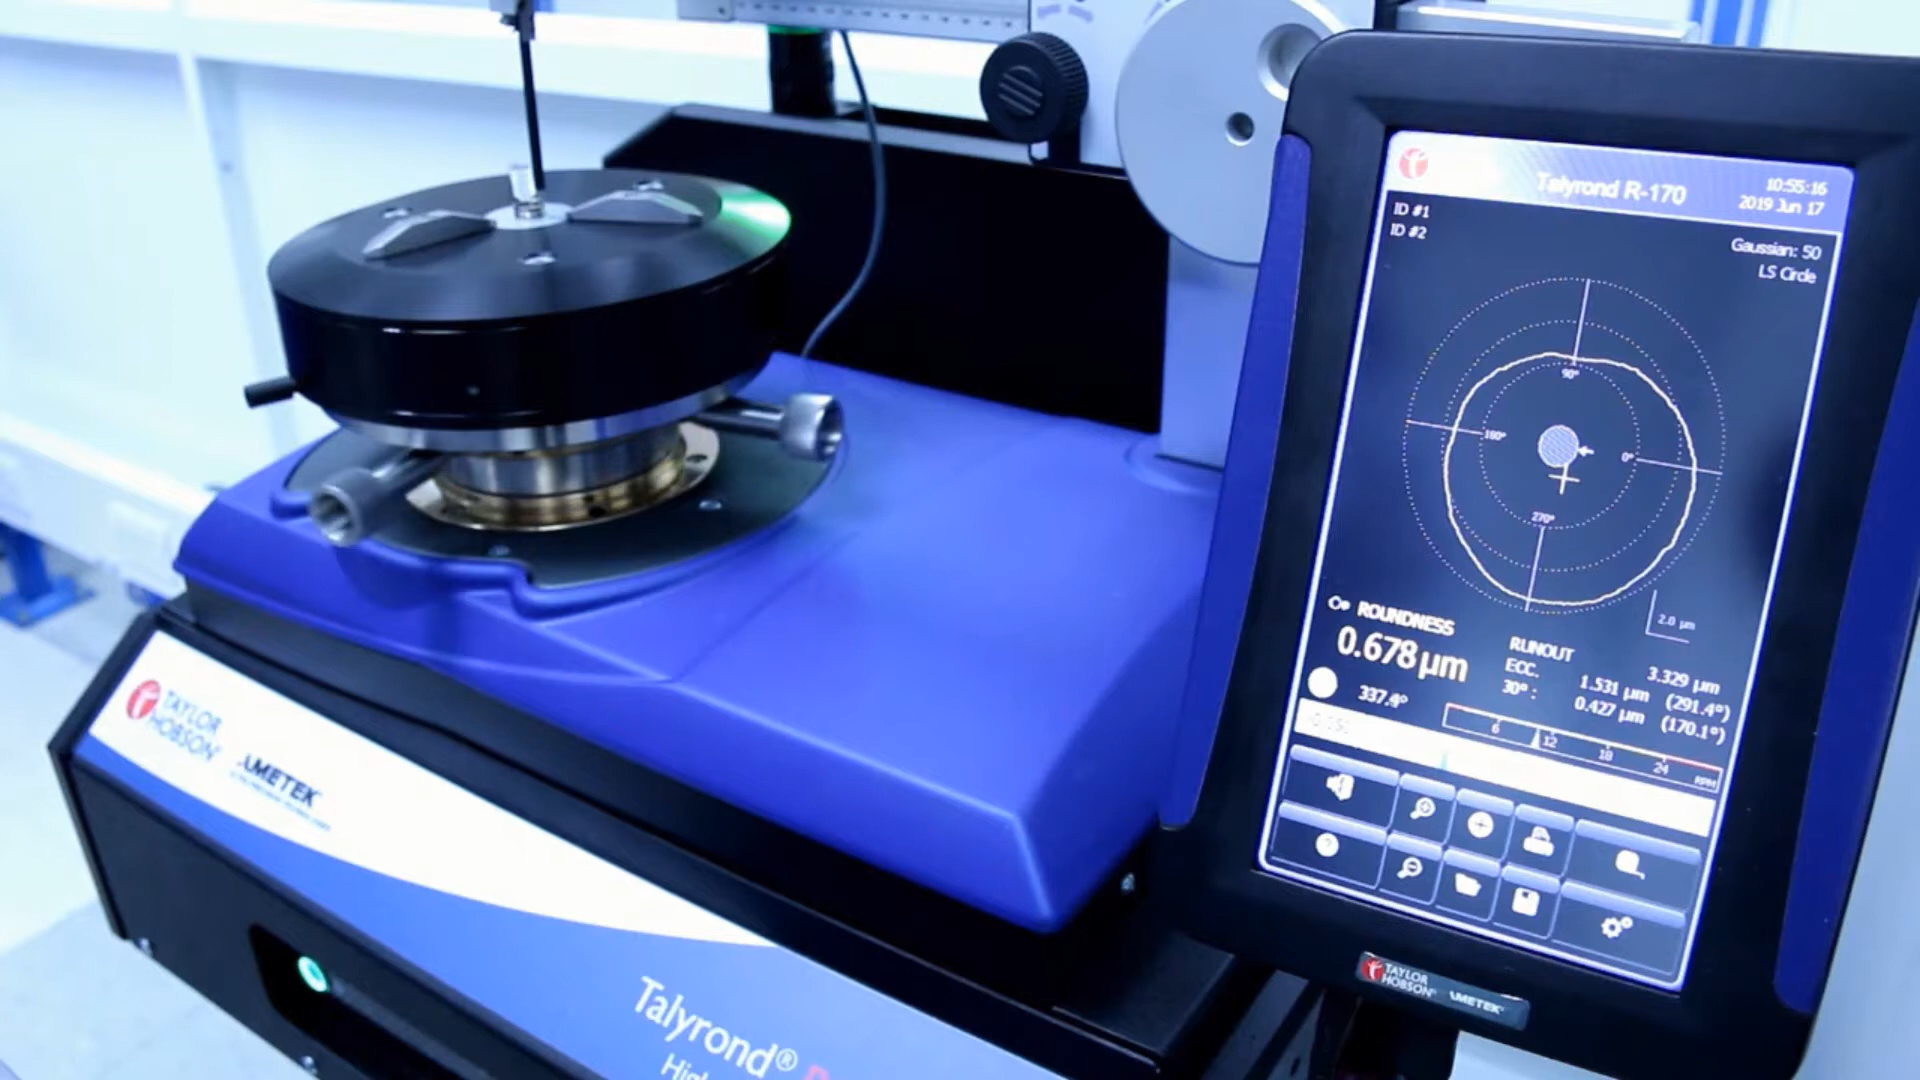 Talyrond R-170
10:55:16
2019 Jun 17
ID #1
ID #2
Gaussian: 50
LS Circle
90°
180°
0°
270°
2.0 µm
ROUNDNESS
0.678 µm
337.4°
RUNOUT 3.329 µm
ECC. 1.531 µm (291.4°)
30° : 0.427 µm (170.1°)
6 12 18 24 RPM
TAYLOR
HOBSON
AMETEK
TAYLOR
HOBSON
AMETEK
Talyrond®